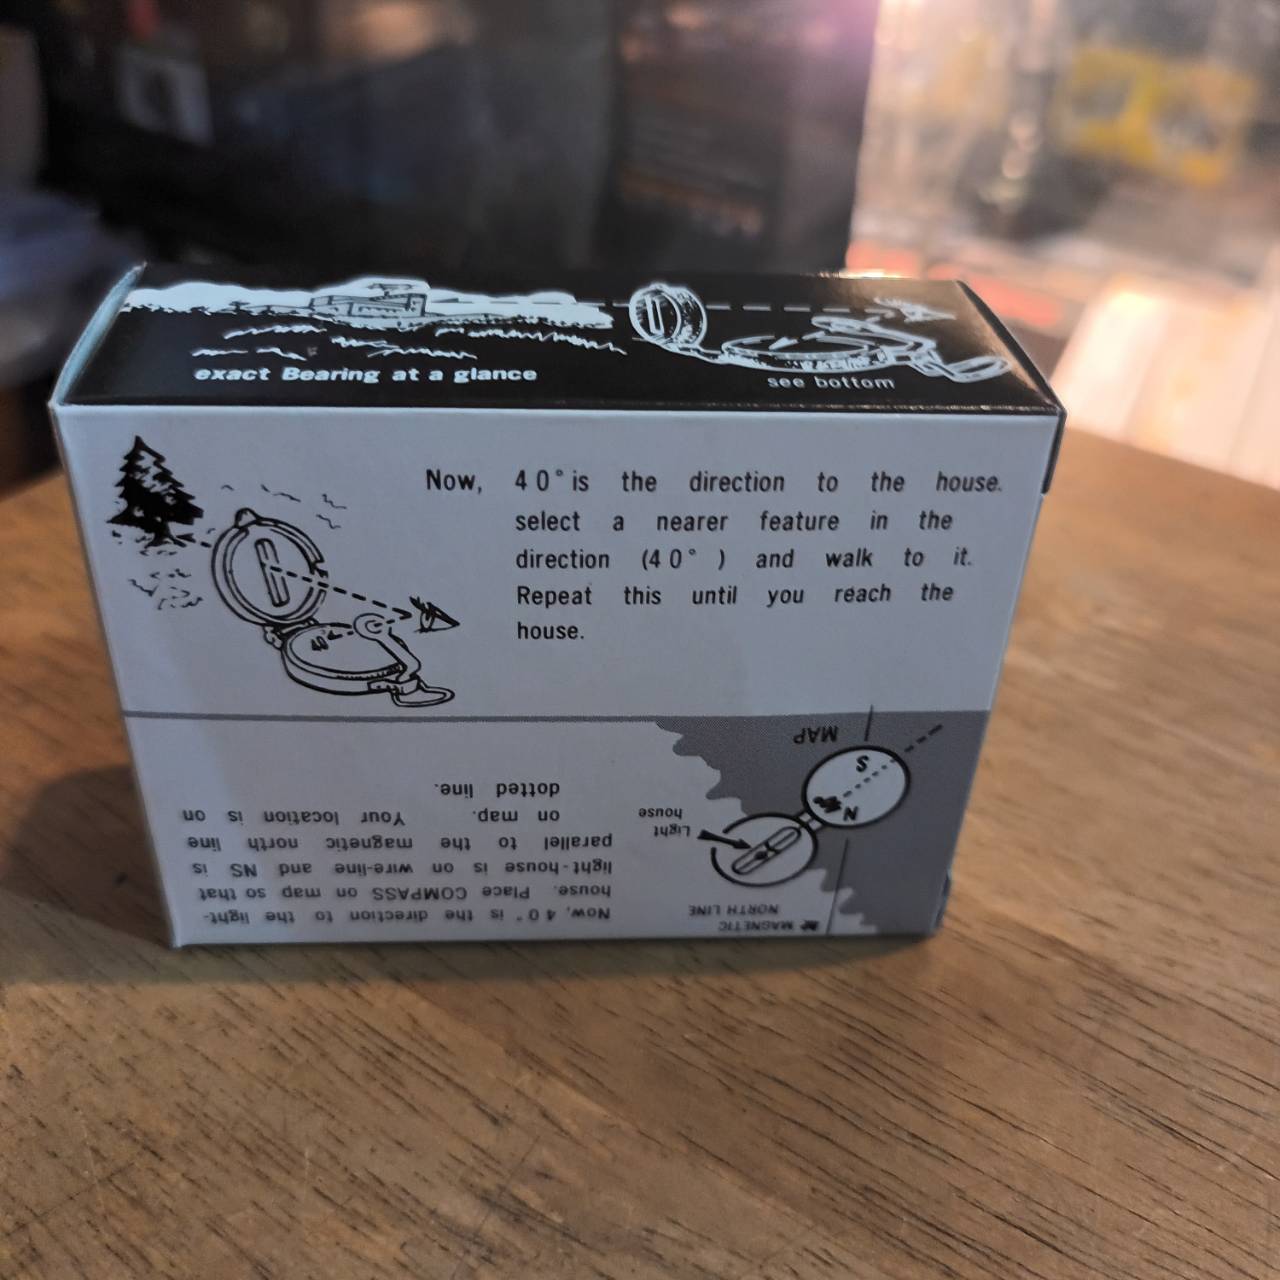 exact Bearing at a glance
see bottom
Now, 40° is the direction to the house.
select a nearer feature in the
direction (40° ) and walk to it.
Repeat this until you reach the
house.
40
Now, 40° is the direction to the light-
house. Place COMPASS on map so that
light-house is on wire-line and NS is
parallel to the magnetic north line
on map. Your location is on
dotted line.
MAGNETIC
NORTH LINE
Light
house
N
S
MAP